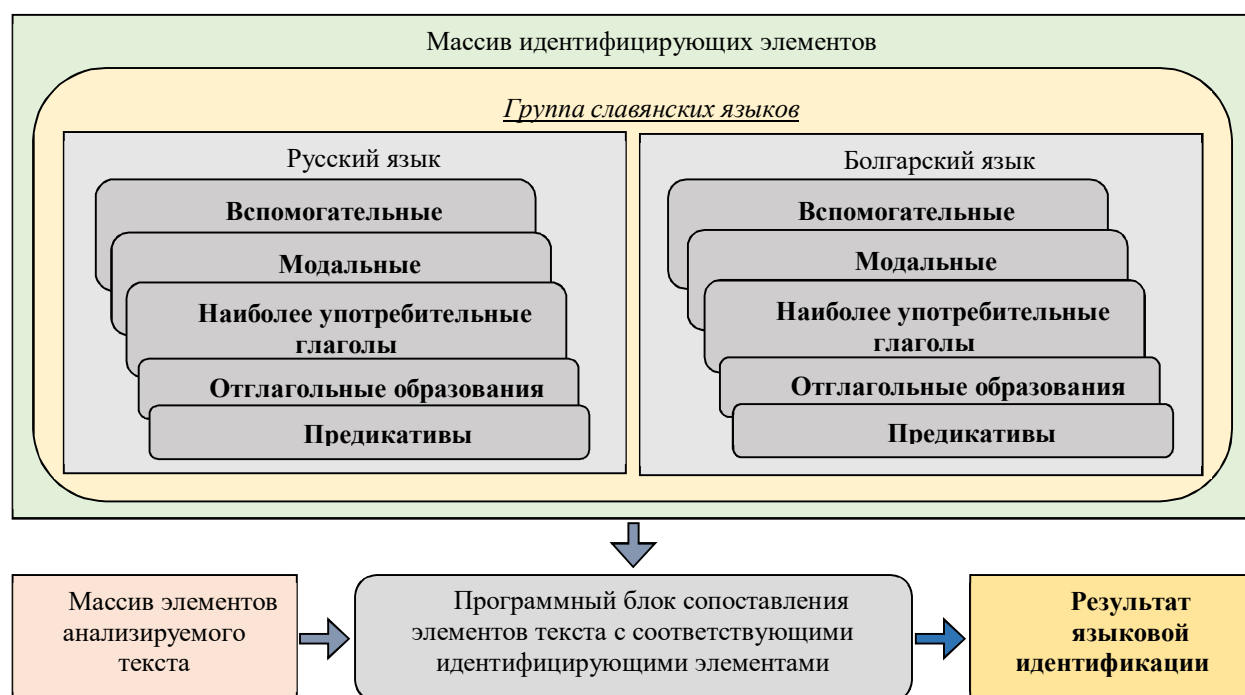 Массив идентифицирующих элементов
Группа славянских языков
Русский язык
Вспомогательные
Модальные
Наиболее употребительные
глаголы
Отглагольные образования
Предикативы
Болгарский язык
Вспомогательные
Модальные
Наиболее употребительные
глаголы
Отглагольные образования
Предикативы
Массив элементов
анализируемого
текста
Программный блок сопоставления
элементов текста с соответствующими
идентифицирующими элементами
Результат
языковой
идентификации